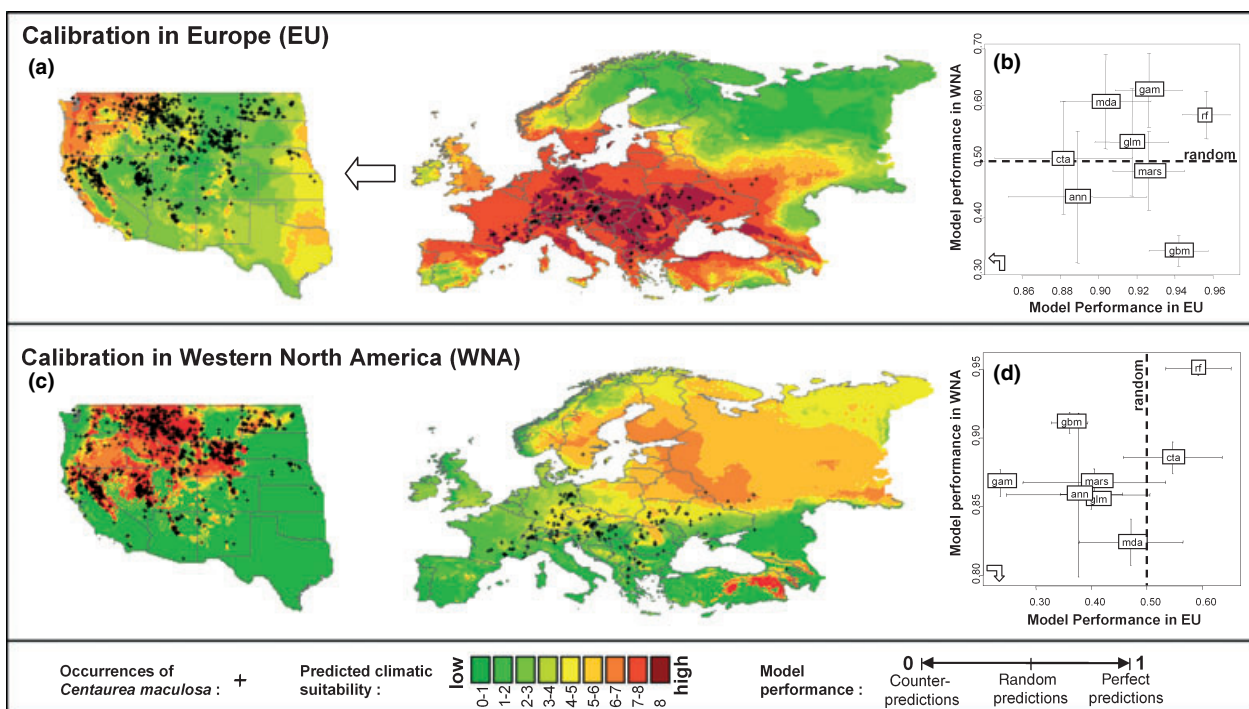 Calibration in Europe (EU)
(a)
(b)
Model performance in WNA
0.70
0.60
0.50
0.40
0.30
gam
mda
rf
glm
random
cta
mars
ann
gbm
0.86
0.88
0.90
0.92
0.94
0.96
Model Performance in EU
Calibration in Western North America (WNA)
(c)
(d)
Model performance in WNA
0.95
0.90
0.85
0.80
rf
random
gbm
cta
gam
mars
ann
glm
mda
0.30
0.40
0.50
0.60
Model Performance in EU
Occurrences of
Centaurea maculosa :
+
Predicted climatic
suitability :
low
high
0-1
1-2
2-3
3-4
4-5
5-6
6-7
7-8
8
Model
performance :
0
1
Counter-
predictions
Random
predictions
Perfect
predictions